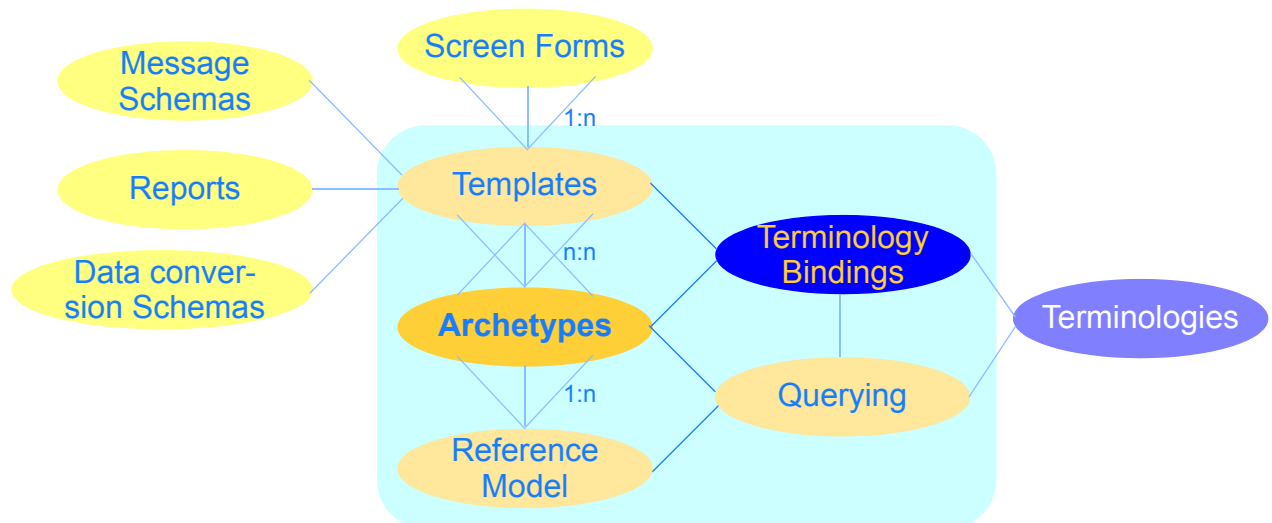 Screen Forms
Message
Schemas
1:n
Reports
Templates
Terminology
Bindings
n:n
Data conver-
sion Schemas
Archetypes
Terminologies
1:n
Querying
Reference
Model